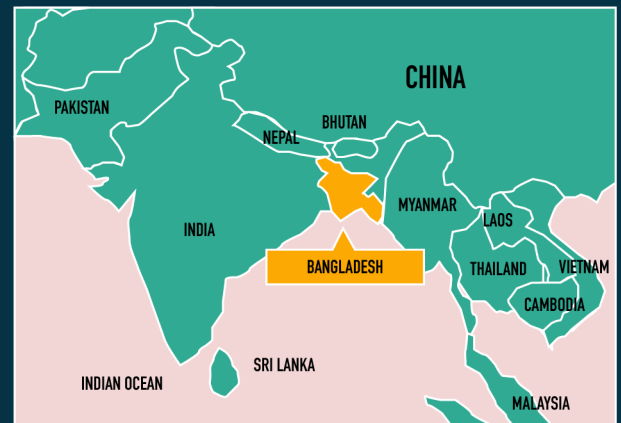 CHINA
PAKISTAN
BHUTAN
NEPAL
MYANMAR
LAOS
INDIA
BANGLADESH
THAILAND
VIETNAM
CAMBODIA
SRI LANKA
INDIAN OCEAN
MALAYSIA